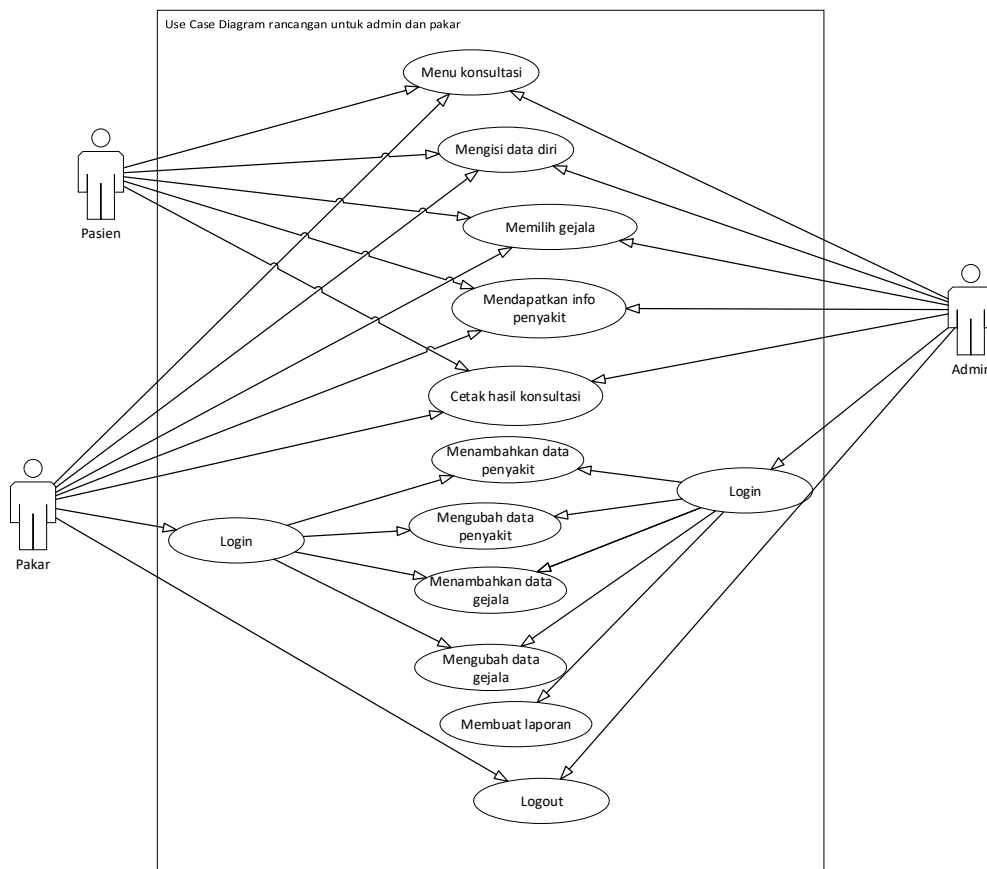 Use Case Diagram rancangan untuk admin dan pakar
Menu konsultasi
Mengisi data diri
Pasien
Memilih gejala
Mendapatkan info
penyakit
Admin
Cetak hasil konsultasi
Menambahkan data
penyakit
Login
Mengubah data
penyakit
Login
Pakar
Menambahkan data
gejala
Mengubah data
gejala
Membuat laporan
Logout